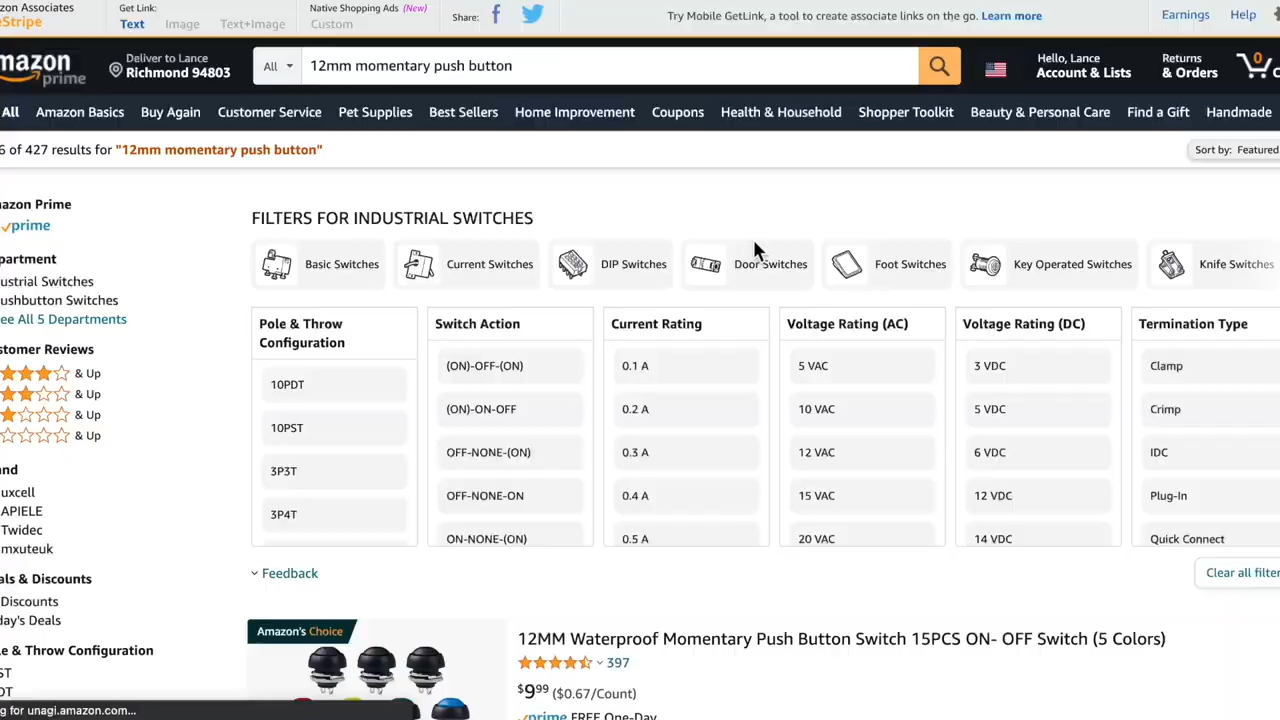 zon Associates
eStripe
Get Link:
Text Image Text+Image
Native Shopping Ads (New)
Custom
Share:
Try Mobile GetLink, a tool to create associate links on the go. Learn more
Earnings Help
mazon
prime
Deliver to Lance
Richmond 94803
All
12mm momentary push button
Hello, Lance
Account & Lists
Returns
& Orders
0
C
All Amazon Basics Buy Again Customer Service Pet Supplies Best Sellers Home Improvement Coupons Health & Household Shopper Toolkit Beauty & Personal Care Find a Gift Handmade
6 of 427 results for "12mm momentary push button"
Sort by: Featured
azon Prime
prime
partment
ustrial Switches
ushbutton Switches
ee All 5 Departments
stomer Reviews
& Up
& Up
& Up
& Up
and
uxcell
APIELE
Twidec
mxuteuk
als & Discounts
Discounts
day's Deals
le & Throw Configuration
ST
DT
g for unagi.amazon.com...
FILTERS FOR INDUSTRIAL SWITCHES
Basic Switches Current Switches DIP Switches Door Switches Foot Switches Key Operated Switches Knife Switches
Pole & Throw
Configuration
10PDT
10PST
3P3T
3P4T
Switch Action
(ON)-OFF-(ON)
(ON)-ON-OFF
OFF-NONE-(ON)
OFF-NONE-ON
ON-NONE-(ON)
Current Rating
0.1 A
0.2 A
0.3 A
0.4 A
0.5 A
Voltage Rating (AC)
5 VAC
10 VAC
12 VAC
15 VAC
20 VAC
Voltage Rating (DC)
3 VDC
5 VDC
6 VDC
12 VDC
14 VDC
Termination Type
Clamp
Crimp
IDC
Plug-In
Quick Connect
Feedback
Clear all filter
Amazon's Choice
12MM Waterproof Momentary Push Button Switch 15PCS ON- OFF Switch (5 Colors)
397
$9.99 ($0.67/Count)
prime FREE One-Day